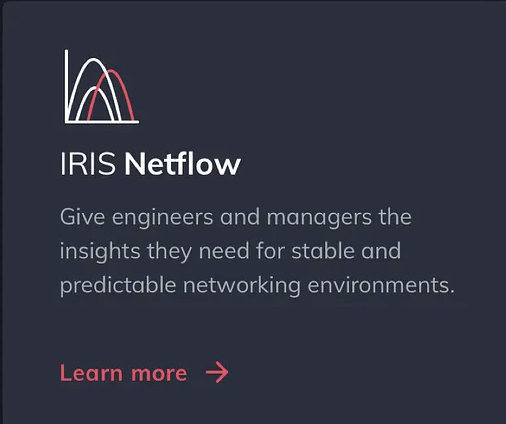 IRIS Netflow
Give engineers and managers the
insights they need for stable and
predictable networking environments.
Learn more →